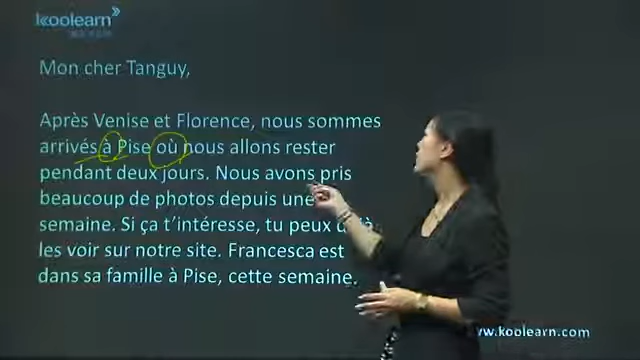 koolearn
Mon cher Tanguy,
Après Venise et Florence, nous sommes
arrivés à Pise où nous allons rester
pendant deux jours. Nous avons pris
beaucoup de photos depuis une
semaine. Si ça t'intéresse, tu peux déjà
les voir sur notre site. Francesca est
dans sa famille à Pise, cette semaine.
www.koolearn.com